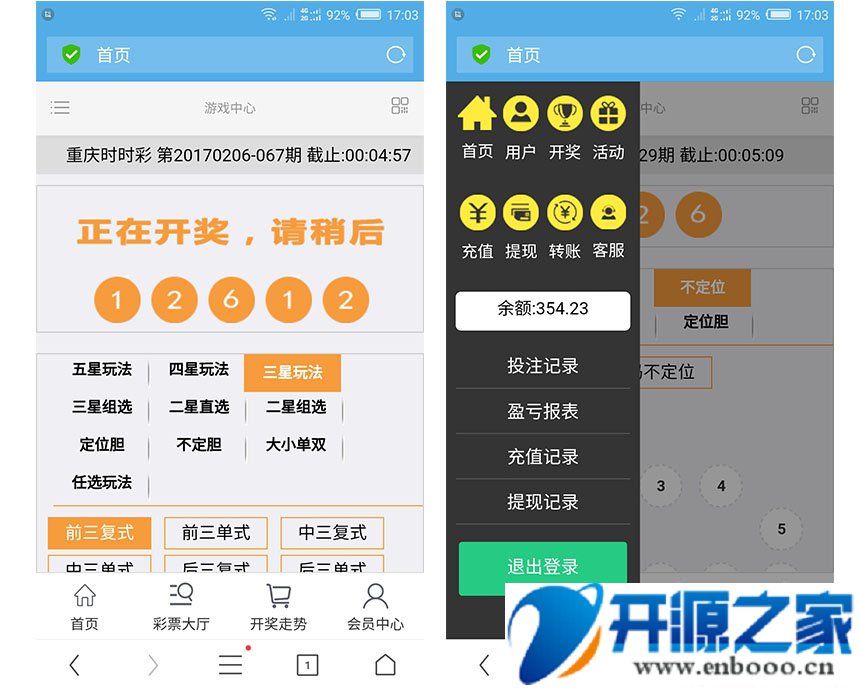 92% 17:03
首页
游戏中心
重庆时时彩 第20170206-067期 截止:00:04:57
正在开奖，请稍后
1 2 6 1 2
五星玩法 四星玩法 三星玩法
三星组选 二星直选 二星组选
定位胆 不定胆 大小单双
任选玩法
前三复式 前三单式 中三复式
中三单式 后三复式 后三单式
首页 彩票大厅 开奖走势 会员中心
1
92% 17:03
首页
中心
首页 用户 开奖 活动
29期 截止:00:05:09
2 6
充值 提现 转账 客服
不定位
定位胆
余额:354.23
投注记录
不定位
盈亏报表
充值记录
提现记录
3 4
5
退出登录
开源之家
www.enbooo.cn